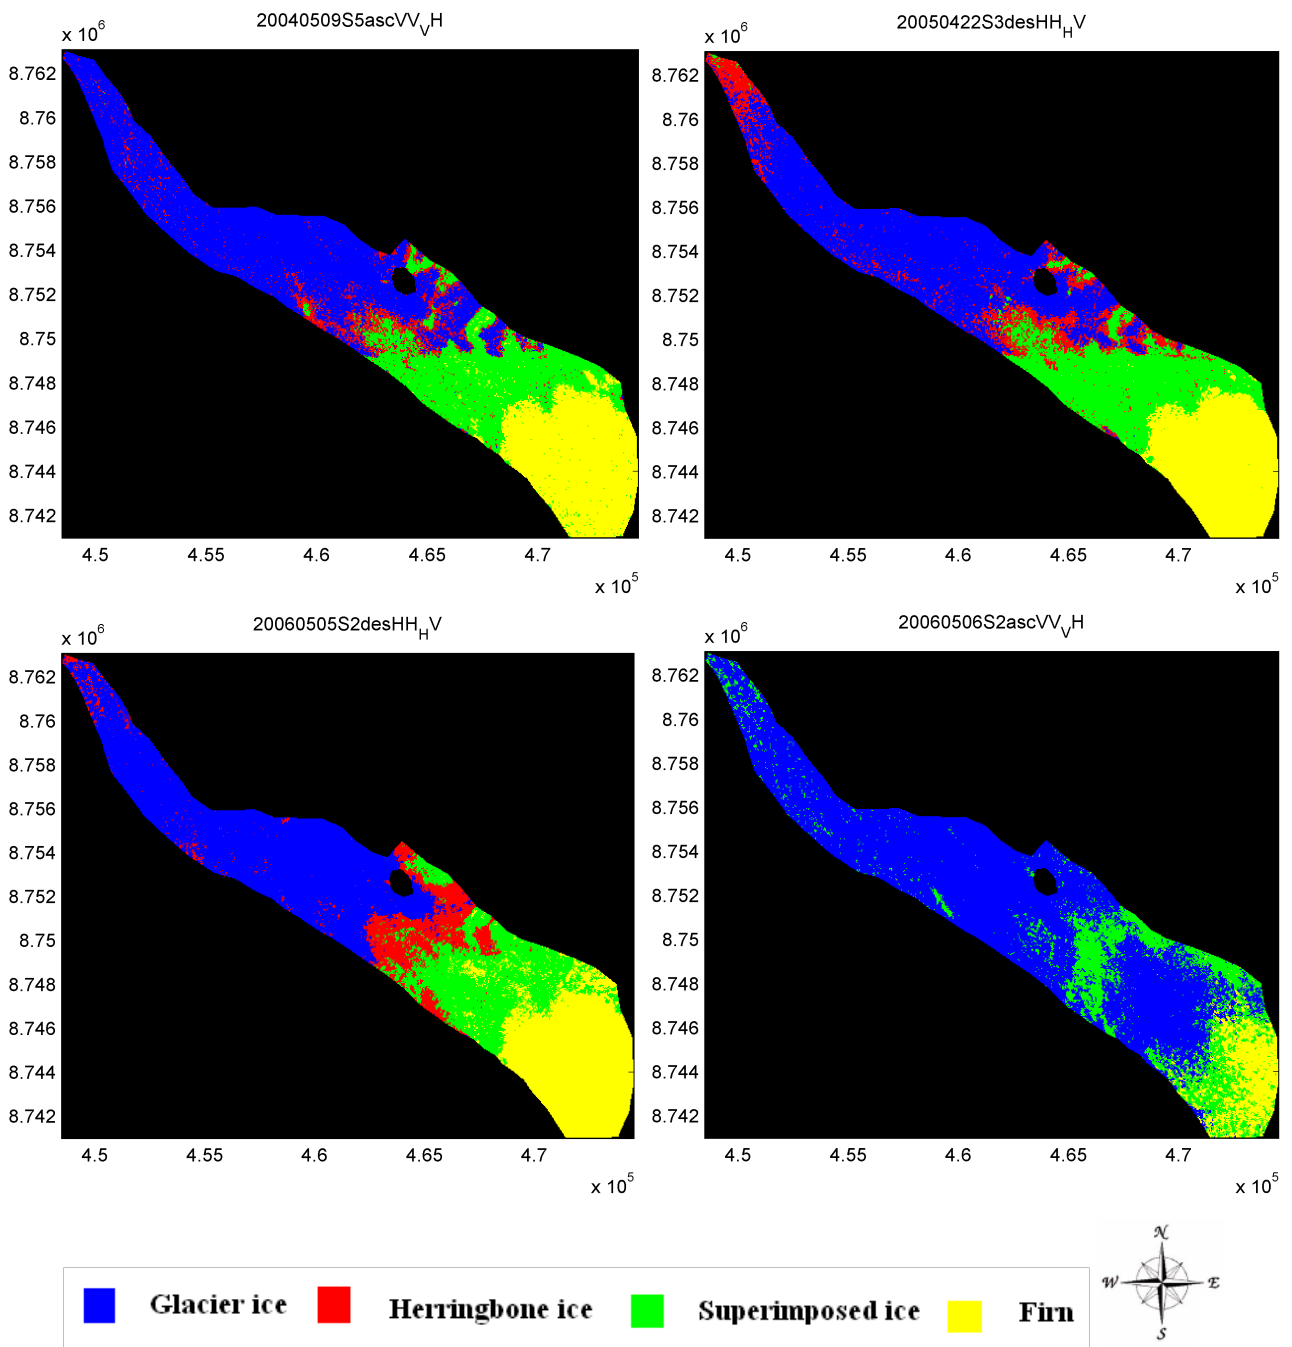 20040509S5ascVV_VH
x 10^6
8.762
8.76
8.758
8.756
8.754
8.752
8.75
8.748
8.746
8.744
8.742
4.5 4.55 4.6 4.65 4.7
x 10^5
20050422S3desHH_HV
x 10^6
8.762
8.76
8.758
8.756
8.754
8.752
8.75
8.748
8.746
8.744
8.742
4.5 4.55 4.6 4.65 4.7
x 10^5
20060505S2desHH_HV
x 10^6
8.762
8.76
8.758
8.756
8.754
8.752
8.75
8.748
8.746
8.744
8.742
4.5 4.55 4.6 4.65 4.7
x 10^5
20060506S2ascVV_VH
x 10^6
8.762
8.76
8.758
8.756
8.754
8.752
8.75
8.748
8.746
8.744
8.742
4.5 4.55 4.6 4.65 4.7
x 10^5
N
W E
S
Glacier ice Herringbone ice Superimposed ice Firn